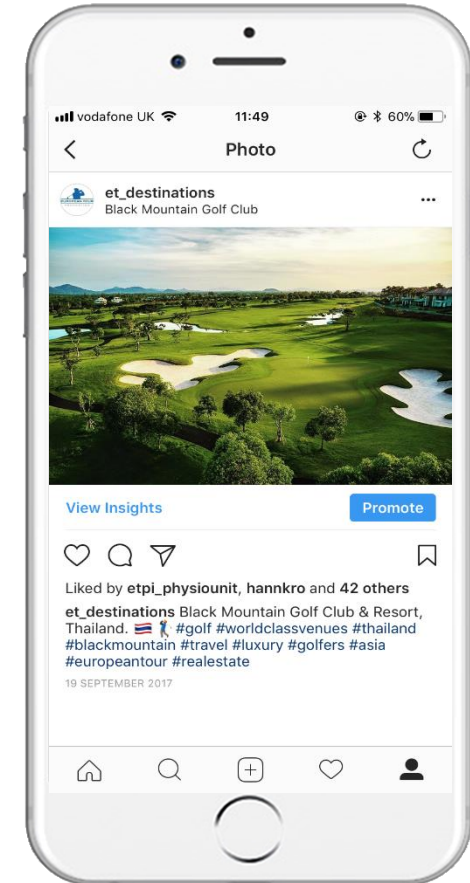 vodafone UK 11:49 60%
Photo
et_destinations
Black Mountain Golf Club
View Insights Promote
Liked by etpi_physiounit, hannkro and 42 others
et_destinations Black Mountain Golf Club & Resort,
Thailand. 🇹🇭 🏌 #golf #worldclassvenues #thailand
#blackmountain #travel #luxury #golfers #asia
#europeantour #realestate
19 SEPTEMBER 2017